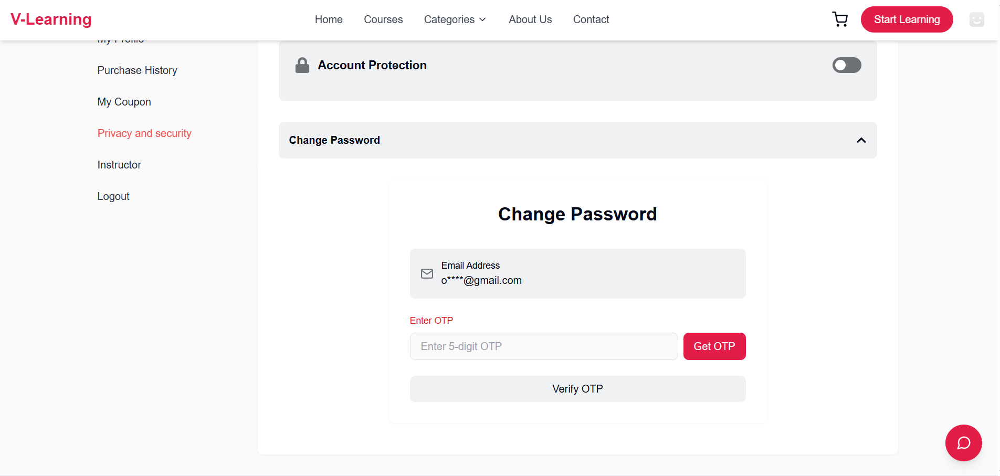 V-Learning
Home
Courses
Categories
About Us
Contact
Start Learning
My Profile
Purchase History
My Coupon
Privacy and security
Instructor
Logout
Account Protection
Change Password
Change Password
Email Address
o****@gmail.com
Enter OTP
Enter 5-digit OTP
Get OTP
Verify OTP